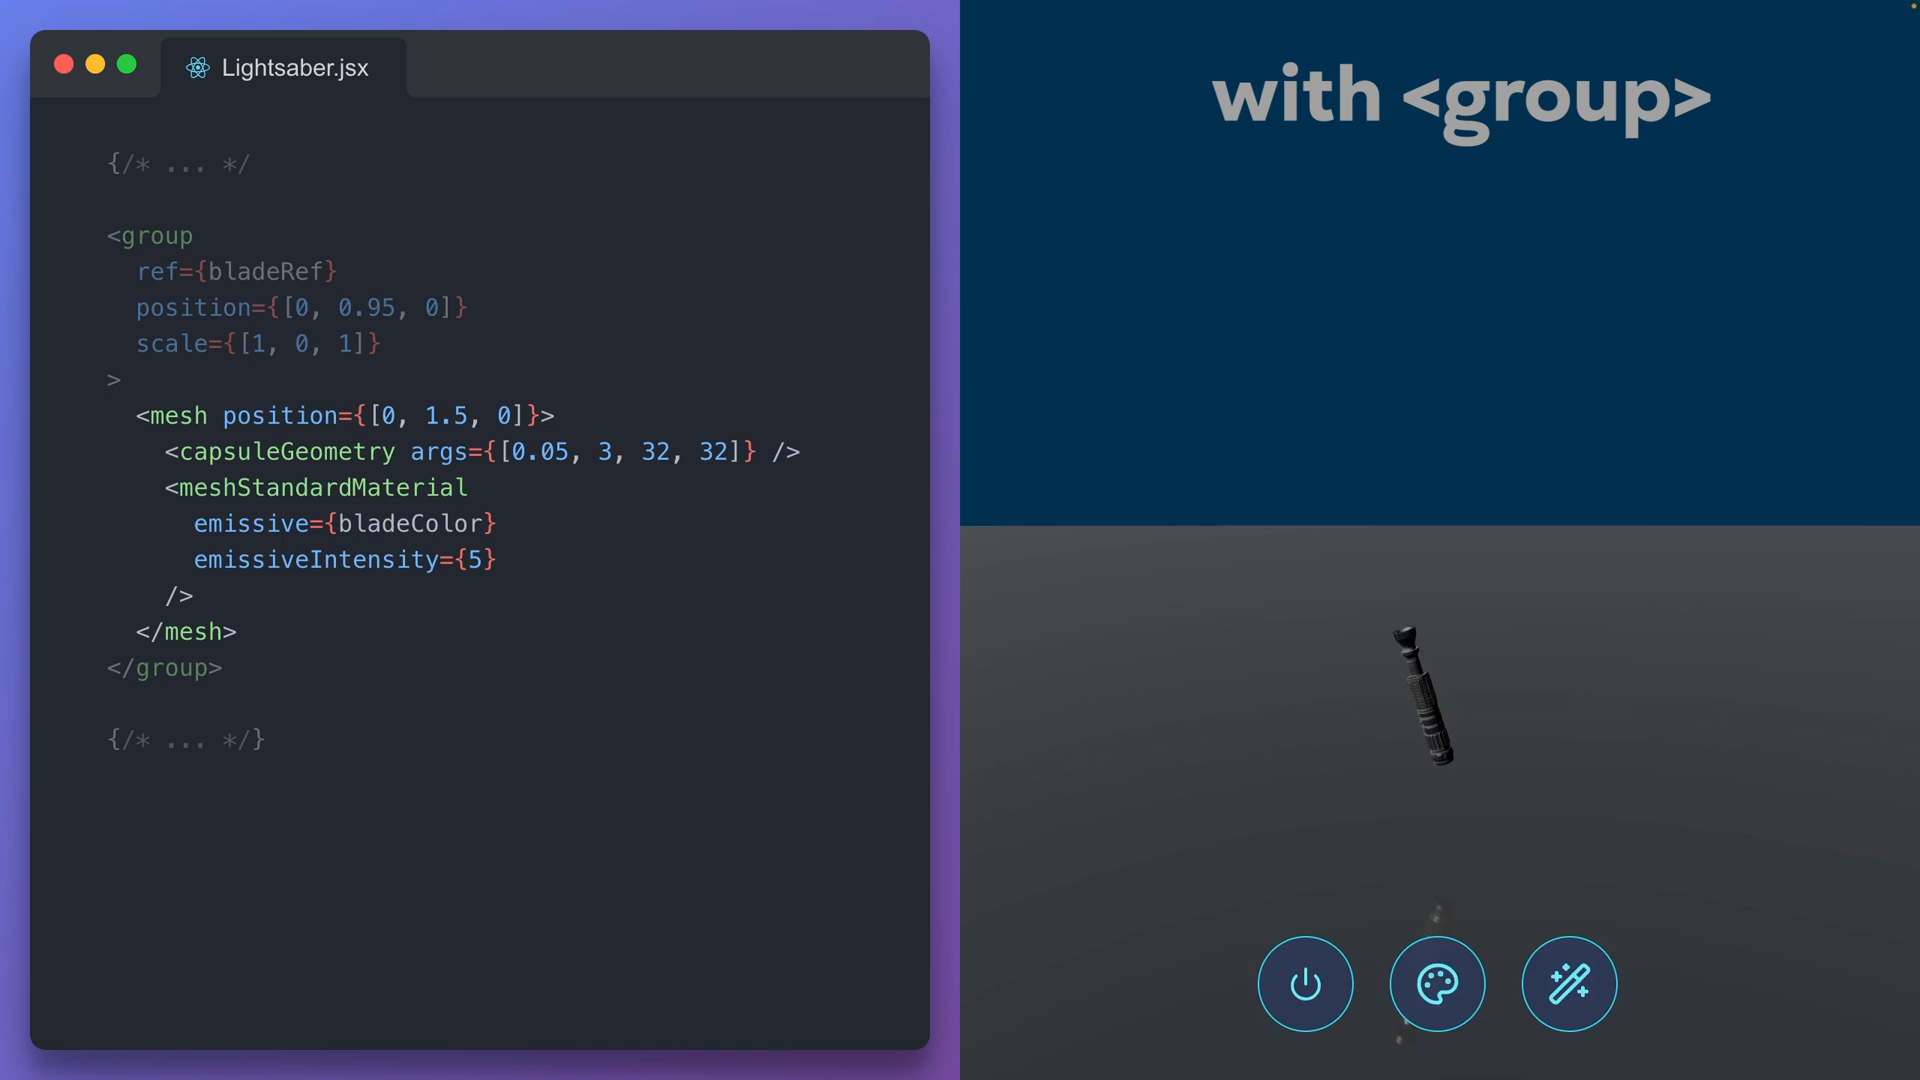 Lightsaber.jsx
{/* ... */
<group
ref={bladeRef}
position={[0, 0.95, 0]}
scale={[1, 0, 1]}
>
<mesh position={[0, 1.5, 0]}>
<capsuleGeometry args={[0.05, 3, 32, 32]} />
<meshStandardMaterial
emissive={bladeColor}
emissiveIntensity={5}
/>
</mesh>
</group>
{/* ... */}
with <group>